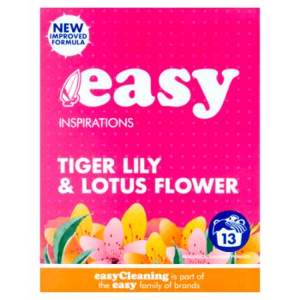 NEW
IMPROVED
FORMULA
easy
INSPIRATIONS
TIGER LILY
& LOTUS FLOWER
13
easyCleaning is part of
the easy family of brands